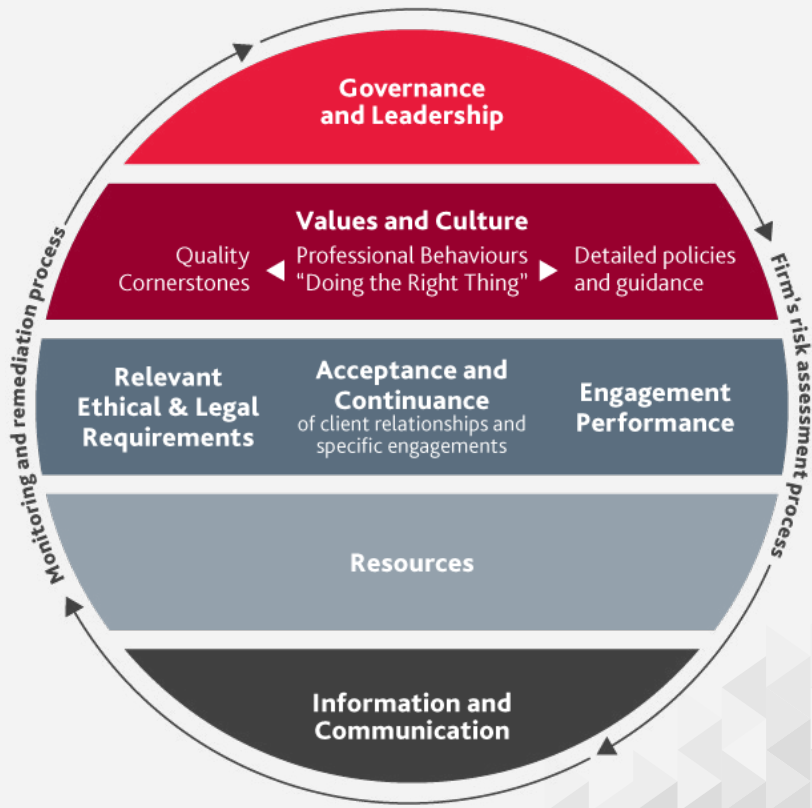 Governance
and Leadership
Values and Culture
Quality
Cornerstones
Professional Behaviours
“Doing the Right Thing”
Detailed policies
and guidance
Relevant
Ethical & Legal
Requirements
Acceptance and
Continuance
of client relationships and
specific engagements
Engagement
Performance
Resources
Information and
Communication
Monitoring and remediation process
Firm's risk assessment process